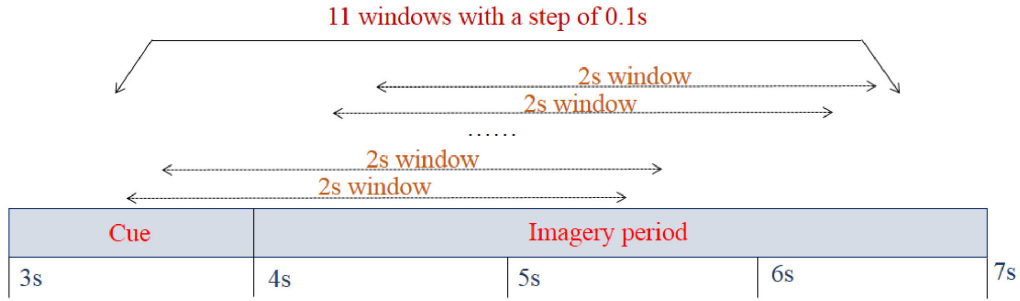 11 windows with a step of 0.1s
2s window
2s window
......
2s window
2s window
Cue
Imagery period
3s
4s
5s
6s
7s